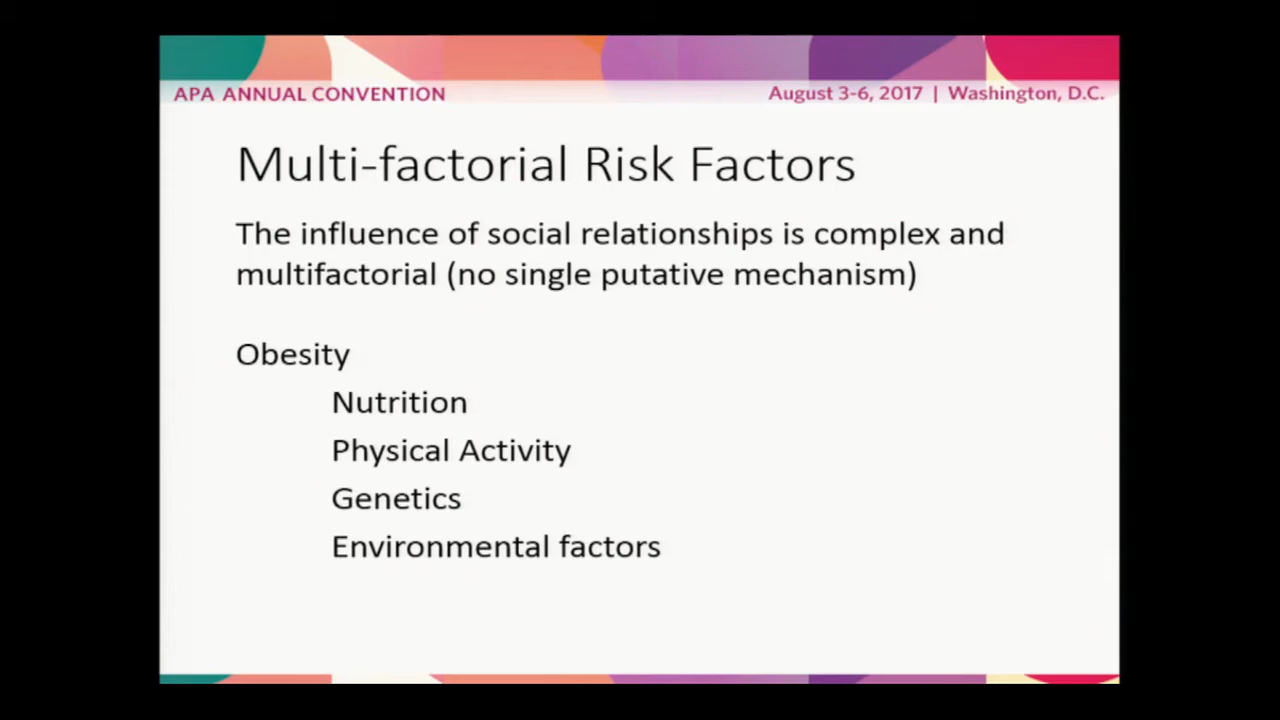 APA ANNUAL CONVENTION
August 3-6, 2017 | Washington, D.C.
Multi-factorial Risk Factors
The influence of social relationships is complex and
multifactorial (no single putative mechanism)
Obesity
Nutrition
Physical Activity
Genetics
Environmental factors